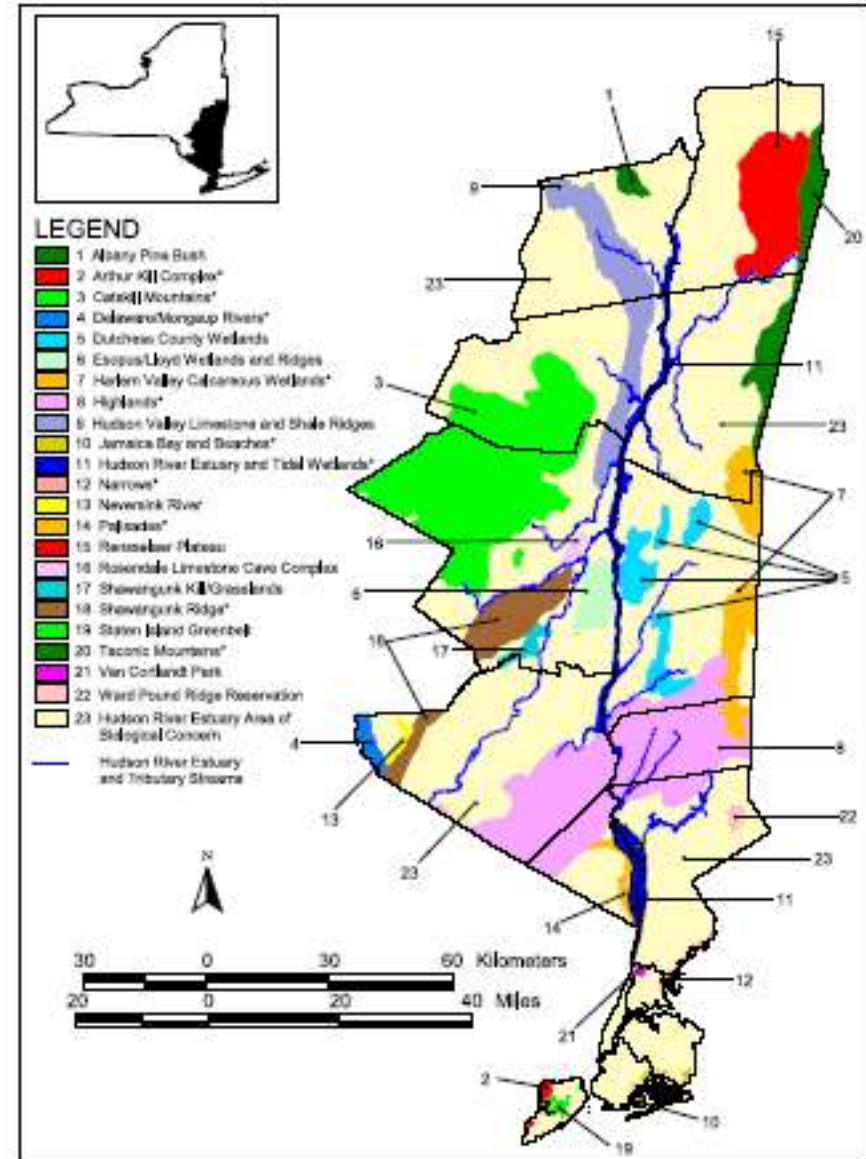 LEGEND
1 Albany Pine Bush
2 Arthur Kill Complex*
3 Catskill Mountains*
4 Delaware/Mongaup Rivers*
5 Dutchess County Wetlands
6 Esopus/Lloyd Wetlands and Ridges
7 Harlem Valley Calcareous Wetlands*
8 Highlands*
9 Hudson Valley Limestone and Shale Ridges
10 Jamaica Bay and Beaches*
11 Hudson River Estuary and Tidal Wetlands*
12 Narrows*
13 Neversink River
14 Palisades*
15 Rensselaer Plateau
16 Rosendale Limestone Cave Complex
17 Shawangunk Kill/Grasslands
18 Shawangunk Ridge*
19 Staten Island Greenbelt
20 Taconic Mountains*
21 Van Cortlandt Park
22 Ward Pound Ridge Reservation
23 Hudson River Estuary Area of
Biological Concern
Hudson River Estuary
and Tributary Streams
N
30 0 30 60 Kilometers
20 0 20 40 Miles
15
1
9
20
23
11
3
23
7
16
5
6
18
17
4
8
13
22
23
23
11
14
12
21
2
10
19